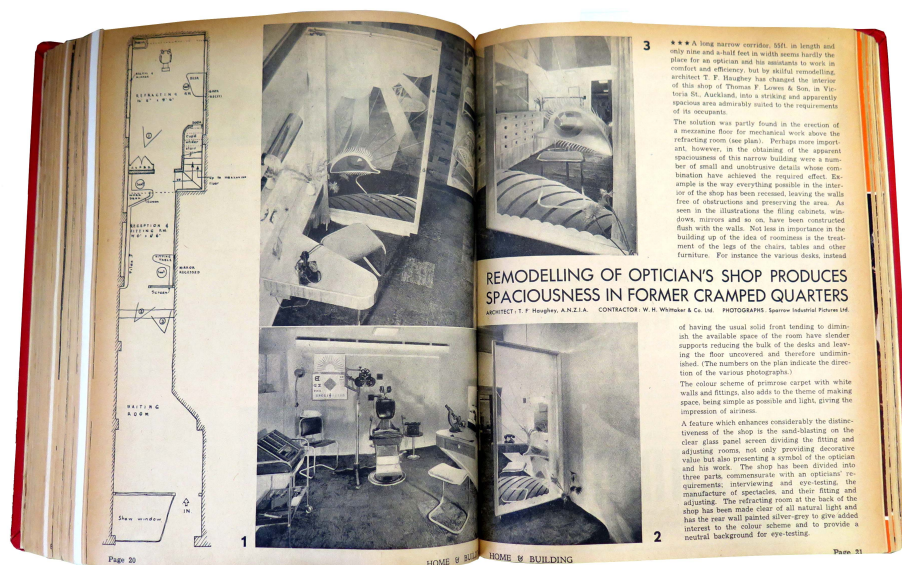 REFRACTING
RECEPTION &
FITTING RM.
MIRROR
RECESSED
SCREEN
WAITING
ROOM
IN.
Show window
1
Page 20
HOME & BUILDING
3
★★★A long narrow corridor, 55ft. in length and
only nine and a-half feet in width seems hardly the
place for an optician and his assistants to work in
comfort and efficiency, but by skilful remodelling,
architect T. F. Haughey has changed the interior
of this shop of Thomas F. Lowes & Son, in Vic-
toria St., Auckland, into a striking and apparently
spacious area admirably suited to the requirements
of its occupants.
The solution was partly found in the erection of
a mezzanine floor for mechanical work above the
refracting room (see plan). Perhaps more import-
ant, however, in the obtaining of the apparent
spaciousness of this narrow building were a num-
ber of small and unobtrusive details whose com-
bination have achieved the required effect. Ex-
ample is the way everything possible in the inter-
ior of the shop has been recessed, leaving the walls
free of obstructions and preserving the area. As
seen in the illustrations the filing cabinets, win-
dows, mirrors and so on, have been constructed
flush with the walls. Not less in importance in the
building up of the idea of roominess is the treat-
ment of the legs of the chairs, tables and other
furniture. For instance the various desks, instead
REMODELLING OF OPTICIAN'S SHOP PRODUCES
SPACIOUSNESS IN FORMER CRAMPED QUARTERS
ARCHITECT: T. F Haughey, A.N.Z.I.A. CONTRACTOR: W. H. Whittaker & Co. Ltd. PHOTOGRAPHS: Sparrow Industrial Pictures Ltd.
of having the usual solid front tending to dimin-
ish the available space of the room have slender
supports reducing the bulk of the desks and leav-
ing the floor uncovered and therefore undimin-
ished. (The numbers on the plan indicate the direc-
tion of the various photographs.)
The colour scheme of primrose carpet with white
walls and fittings, also adds to the theme of making
space, being simple as possible and light, giving the
impression of airiness.
A feature which enhances considerably the distinc-
tiveness of the shop is the sand-blasting on the
clear glass panel screen dividing the fitting and
adjusting rooms, not only providing decorative
value but also presenting a symbol of the optician
and his work. The shop has been divided into
three parts, commensurate with an opticians' re-
quirements; interviewing and eye-testing, the
manufacture of spectacles, and their fitting and
adjusting. The refracting room at the back of the
shop has been made clear of all natural light and
has the rear wall painted silver-grey to give added
interest to the colour scheme and to provide a
neutral background for eye-testing.
2
HOME & BUILDING
Page 21